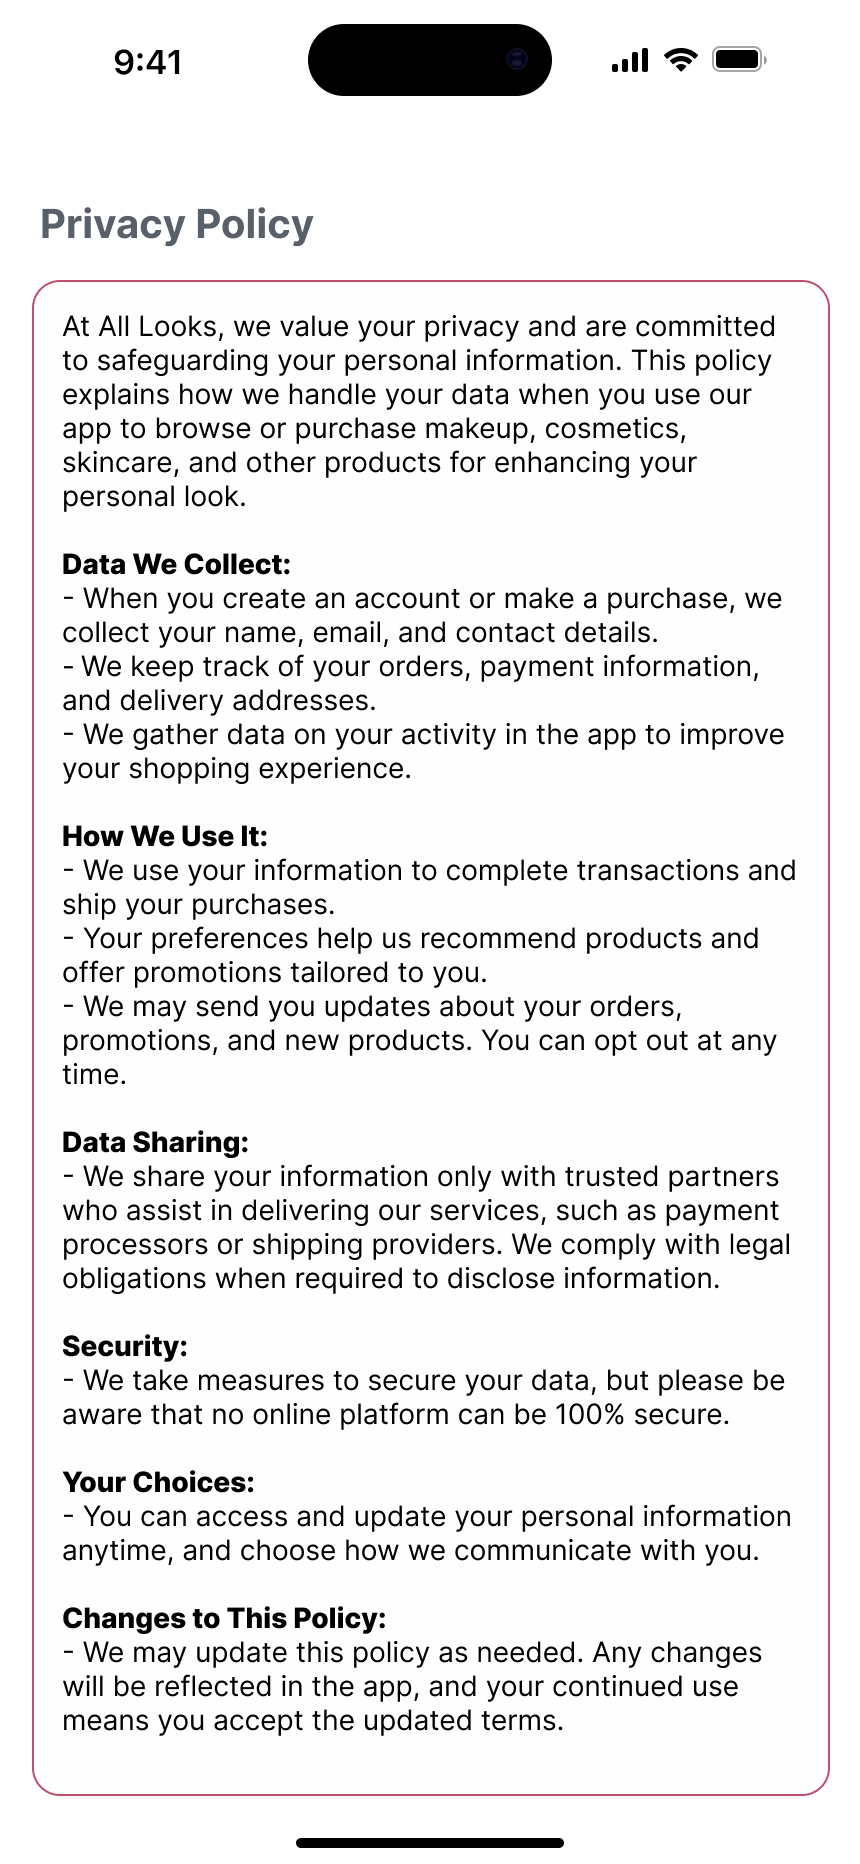 9:41
Privacy Policy
At All Looks, we value your privacy and are committed
to safeguarding your personal information. This policy
explains how we handle your data when you use our
app to browse or purchase makeup, cosmetics,
skincare, and other products for enhancing your
personal look.
Data We Collect:
- When you create an account or make a purchase, we
collect your name, email, and contact details.
- We keep track of your orders, payment information,
and delivery addresses.
- We gather data on your activity in the app to improve
your shopping experience.
How We Use It:
- We use your information to complete transactions and
ship your purchases.
- Your preferences help us recommend products and
offer promotions tailored to you.
- We may send you updates about your orders,
promotions, and new products. You can opt out at any
time.
Data Sharing:
- We share your information only with trusted partners
who assist in delivering our services, such as payment
processors or shipping providers. We comply with legal
obligations when required to disclose information.
Security:
- We take measures to secure your data, but please be
aware that no online platform can be 100% secure.
Your Choices:
- You can access and update your personal information
anytime, and choose how we communicate with you.
Changes to This Policy:
- We may update this policy as needed. Any changes
will be reflected in the app, and your continued use
means you accept the updated terms.